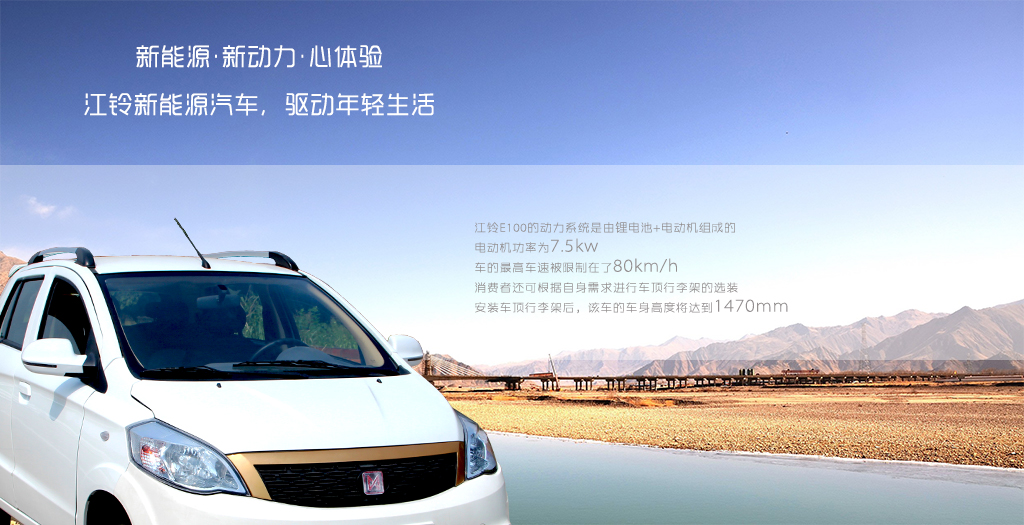 新能源·新动力·心体验
江铃新能源汽车，驱动年轻生活
江铃E100的动力系统是由锂电池+电动机组成的
电动机功率为7.5kw
车的最高车速被限制在了80km/h
消费者还可根据自身需求进行车顶行李架的选装
安装车顶行李架后，该车的车身高度将达到1470mm